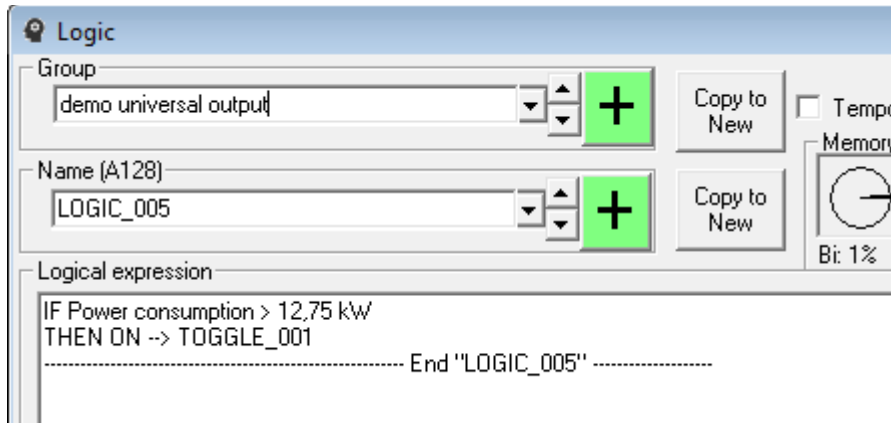 Logic
Group
demo universal output
+
Copy to
New
Name (A128)
LOGIC_005
+
Copy to
New
Memory
Bi: 1%
Logical expression
IF Power consumption > 12,75 kW
THEN ON --> TOGGLE_001
------------------------------------------------------------ End "LOGIC_005" --------------------